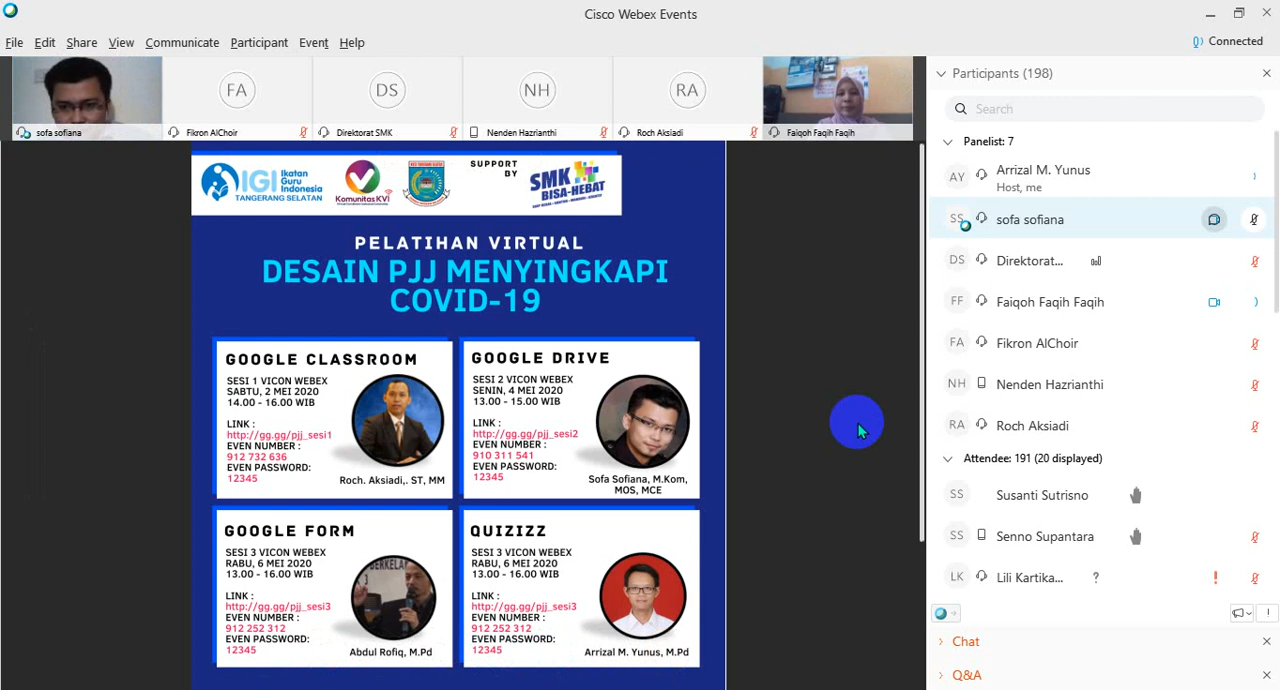 Cisco Webex Events
File Edit Share View Communicate Participant Event Help
Connected
FA
DS
NH
RA
sofa sofiana
Fikron AlChoir
Direktorat SMK
Nenden Hazrianthi
Roch Aksiadi
Faiqoh Faqih Faqih
IGI Ikatan Guru Indonesia
TANGERANG SELATAN
Komunitas KVI
SUPPORT
BY
SMK
BISA-HEBAT
PELATIHAN VIRTUAL
DESAIN PJJ MENYINGKAPI
COVID-19
GOOGLE CLASSROOM
SESI 1 VICON WEBEX
SABTU, 2 MEI 2020
14.00 - 16.00 WIB
LINK :
http://gg.gg/pjj_sesi1
EVEN NUMBER :
912 732 636
EVEN PASSWORD:
12345
Roch. Aksiadi,. ST, MM
GOOGLE DRIVE
SESI 2 VICON WEBEX
SENIN, 4 MEI 2020
13.00 - 15.00 WIB
LINK :
http://gg.gg/pjj_sesi2
EVEN NUMBER :
910 311 541
EVEN PASSWORD:
12345
Sofa Sofiana, M.Kom,
MOS, MCE
GOOGLE FORM
SESI 3 VICON WEBEX
RABU, 6 MEI 2020
13.00 - 16.00 WIB
LINK :
http://gg.gg/pjj_sesi3
EVEN NUMBER :
912 252 312
EVEN PASSWORD:
12345
Abdul Rofiq, M.Pd
QUIZIZZ
SESI 3 VICON WEBEX
RABU, 6 MEI 2020
13.00 - 16.00 WIB
LINK :
http://gg.gg/pjj_sesi3
EVEN NUMBER :
912 252 312
EVEN PASSWORD:
12345
Arrizal M. Yunus, M.Pd
Participants (198)
Search
Panelist: 7
AY Arrizal M. Yunus
Host, me
SS sofa sofiana
DS Direktorat...
FF Faiqoh Faqih Faqih
FA Fikron AlChoir
NH Nenden Hazrianthi
RA Roch Aksiadi
Attendee: 191 (20 displayed)
SS Susanti Sutrisno
SS Senno Supantara
LK Lili Kartika... ? !
Chat
Q&A